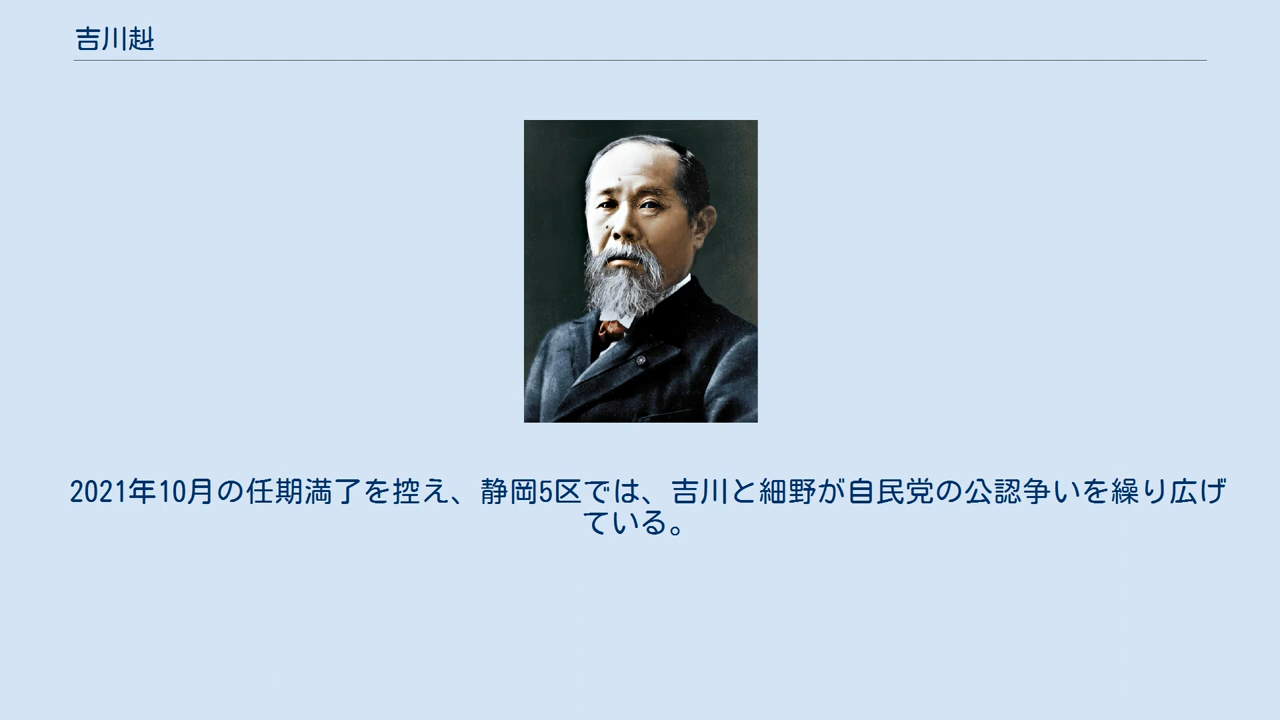 吉川赳
2021年10月の任期満了を控え、静岡5区では、吉川と細野が自民党の公認争いを繰り広げ
ている。